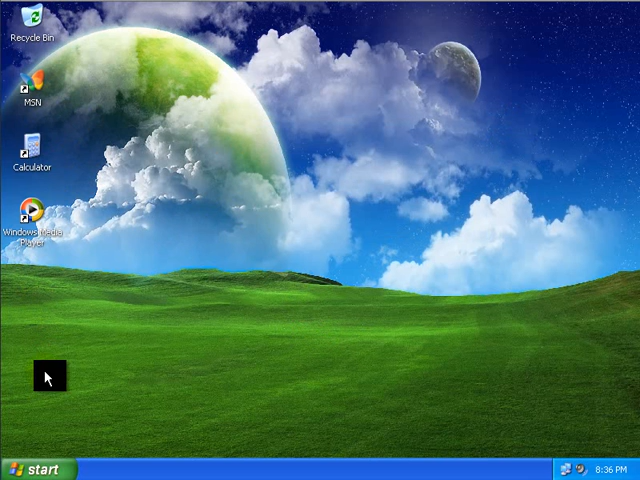 Recycle Bin
MSN
Calculator
Windows Media
Player
start
8:36 PM